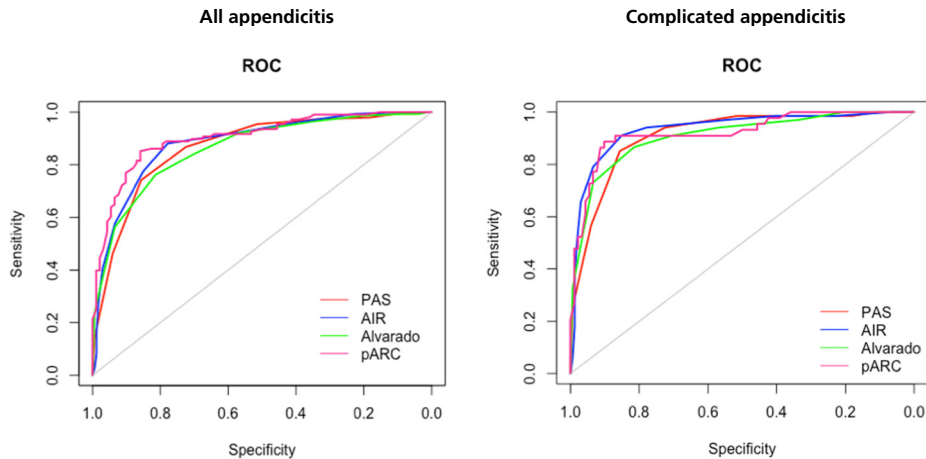 All appendicitis
ROC
Sensitivity
1.0
0.8
0.6
0.4
0.2
0.0
PAS
AIR
Alvarado
pARC
1.0 0.8 0.6 0.4 0.2 0.0
Specificity
Complicated appendicitis
ROC
Sensitivity
1.0
0.8
0.6
0.4
0.2
0.0
PAS
AIR
Alvarado
pARC
1.0 0.8 0.6 0.4 0.2 0.0
Specificity